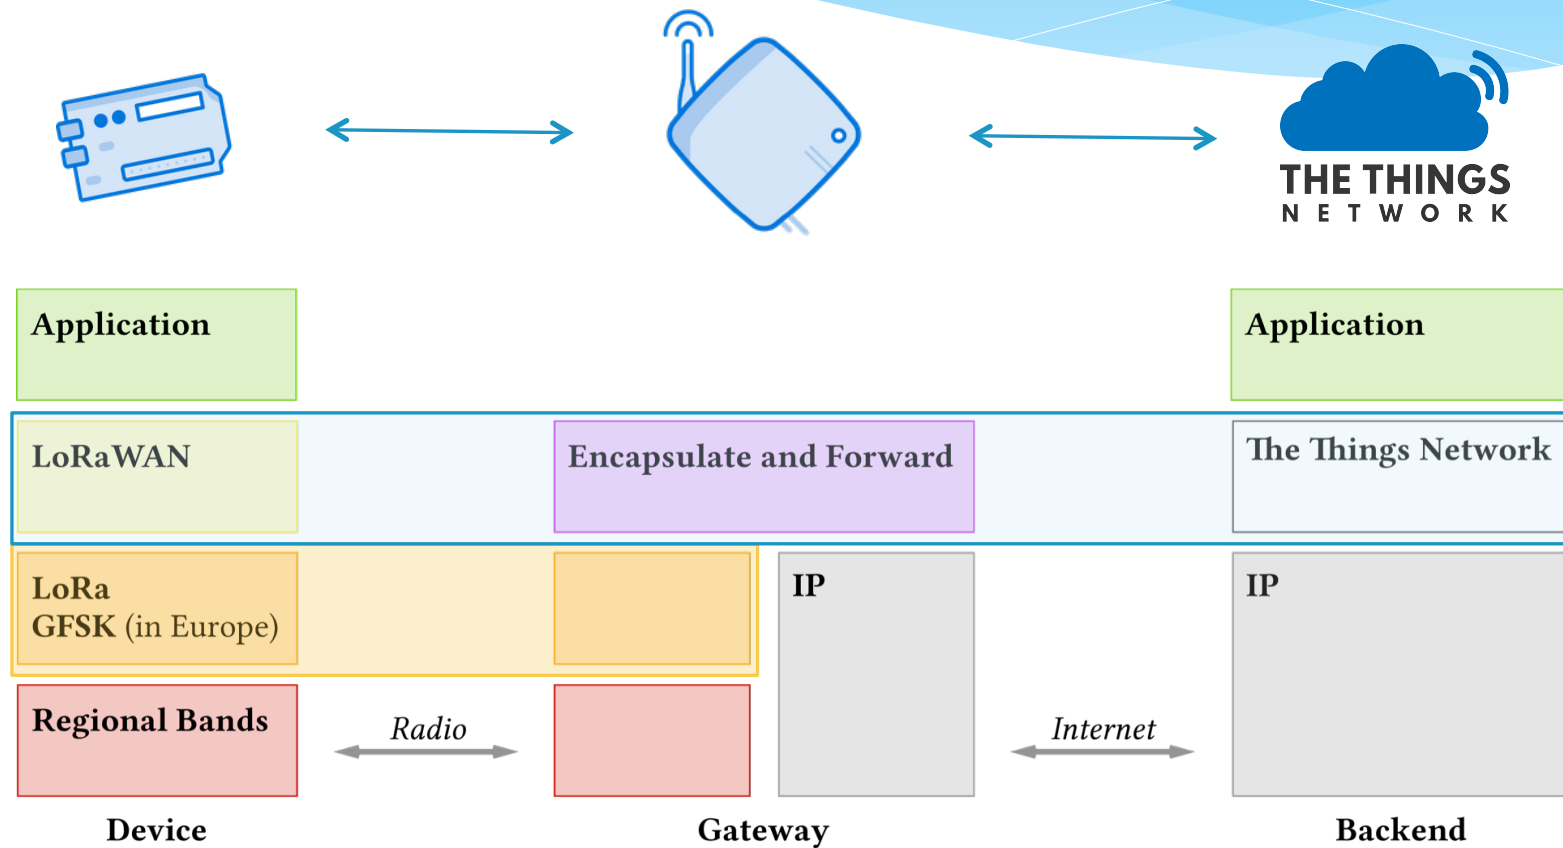 THE THINGS
NETWORK
Application
Application
LoRaWAN
Encapsulate and Forward
The Things Network
LoRa
GFSK (in Europe)
IP
IP
Regional Bands
Radio
Internet
Device
Gateway
Backend